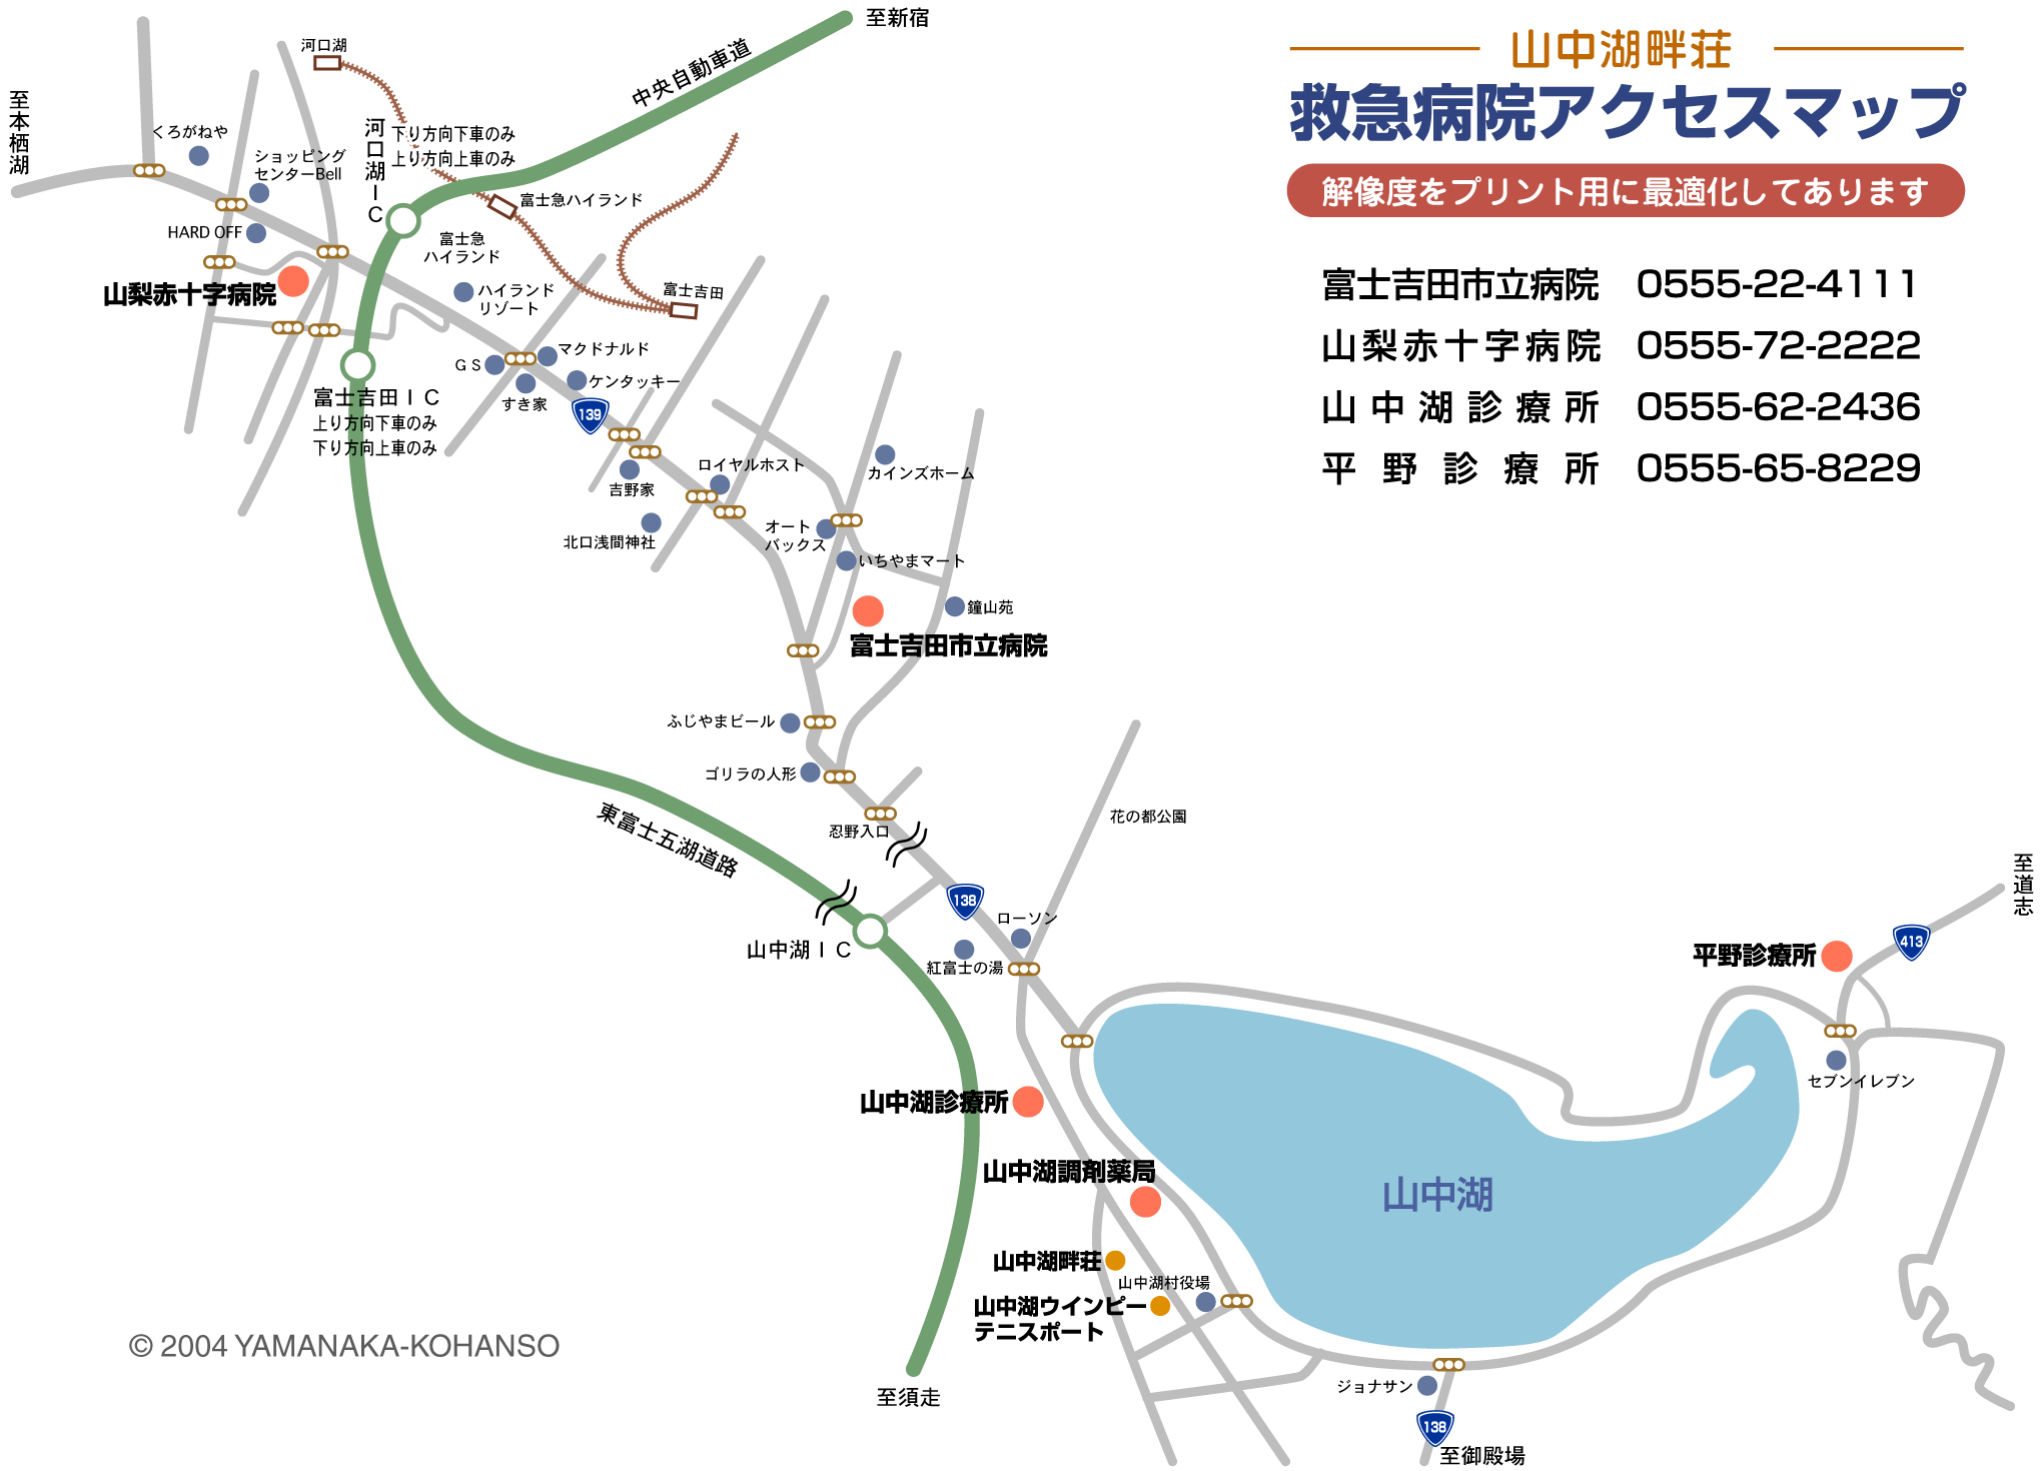 山中湖畔荘
救急病院アクセスマップ
解像度をプリント用に最適化してあります
富士吉田市立病院 0555-22-4111
山梨赤十字病院 0555-72-2222
山中湖診療所 0555-62-2436
平野診療所 0555-65-8229
至新宿
中央自動車道
河口湖
至本栖湖
くろがねや
ショッピング
センターBell
HARD OFF
山梨赤十字病院
河口湖IC
下り方向下車のみ
上り方向上車のみ
富士急ハイランド
富士急
ハイランド
ハイランド
リゾート
富士吉田
GS
マクドナルド
ケンタッキー
すき家
139
富士吉田IC
上り方向下車のみ
下り方向上車のみ
吉野家
ロイヤルホスト
北口浅間神社
カインズホーム
オート
バックス
いちやまマート
鐘山苑
富士吉田市立病院
ふじやまビール
ゴリラの人形
忍野入口
東富士五湖道路
花の都公園
138
ローソン
山中湖IC
紅富士の湯
至道志
413
平野診療所
セブンイレブン
山中湖診療所
山中湖調剤薬局
山中湖
山中湖畔荘
山中湖村役場
山中湖ウインピー
テニスポート
ジョナサン
138
至御殿場
至須走
© 2004 YAMANAKA-KOHANSO